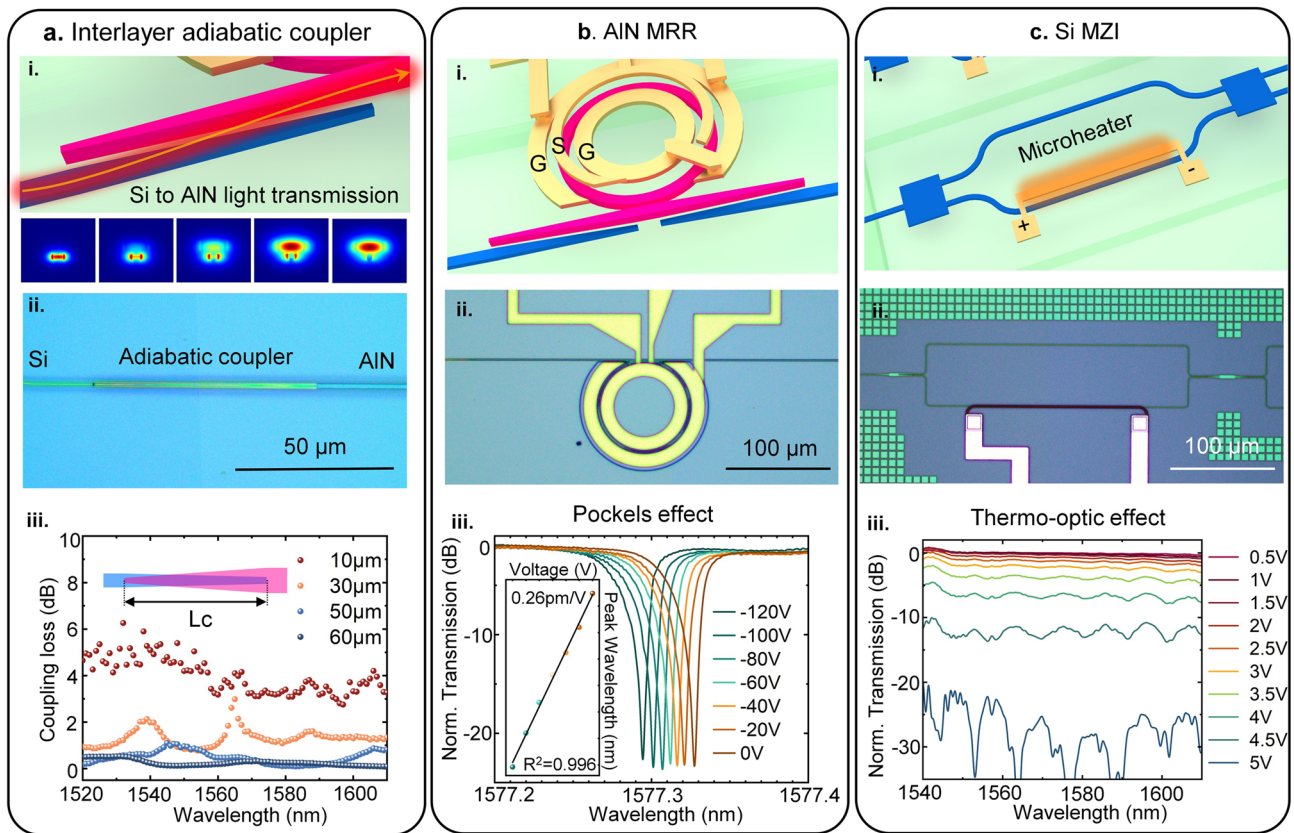 a. Interlayer adiabatic coupler
i.
Si to AlN light transmission
ii.
Si
Adiabatic coupler
AlN
50 µm
iii.
Coupling loss (dB)
10
8
6
4
2
0
Lc
10µm
30µm
50µm
60µm
1520 1540 1560 1580 1600
Wavelength (nm)
b. AlN MRR
i.
G S G
ii.
100 µm
iii. Pockels effect
Norm. Transmission (dB)
0
-10
-20
Voltage (V)
0.26pm/V
Peak Wavelength (nm)
R²=0.996
-120V
-100V
-80V
-60V
-40V
-20V
0V
1577.2 1577.3 1577.4
Wavelength (nm)
c. Si MZI
i.
Microheater
+
-
ii.
100 µm
iii. Thermo-optic effect
Norm. Transmission (dB)
0
-10
-20
-30
0.5V
1V
1.5V
2V
2.5V
3V
3.5V
4V
4.5V
5V
1540 1560 1580 1600
Wavelength (nm)